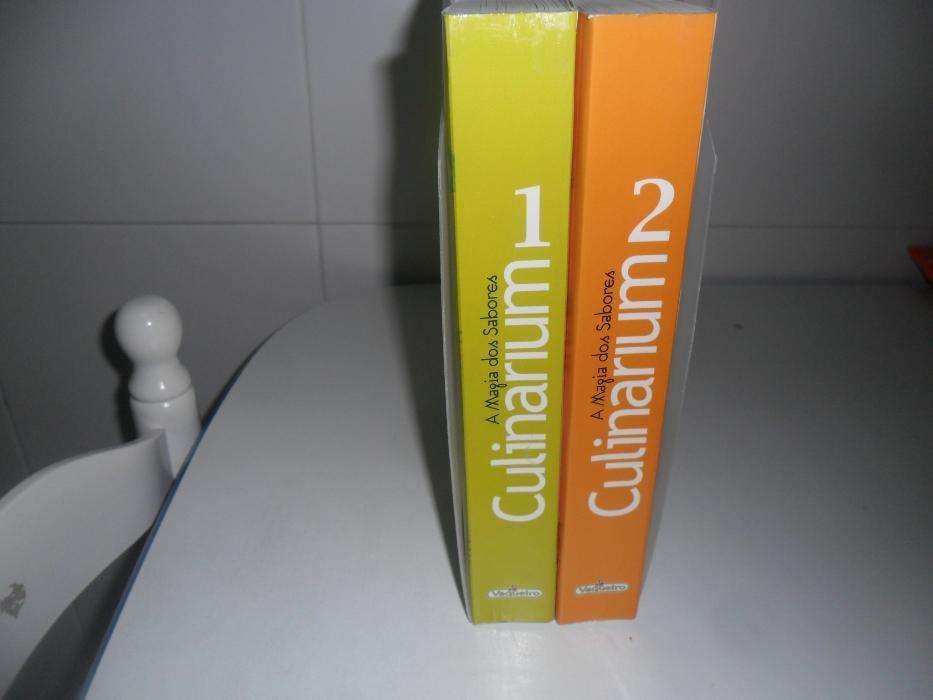 A Magia dos Sabores
Culinarium 1
Vaqueiro
A Magia dos Sabores
Culinarium 2
Vaqueiro